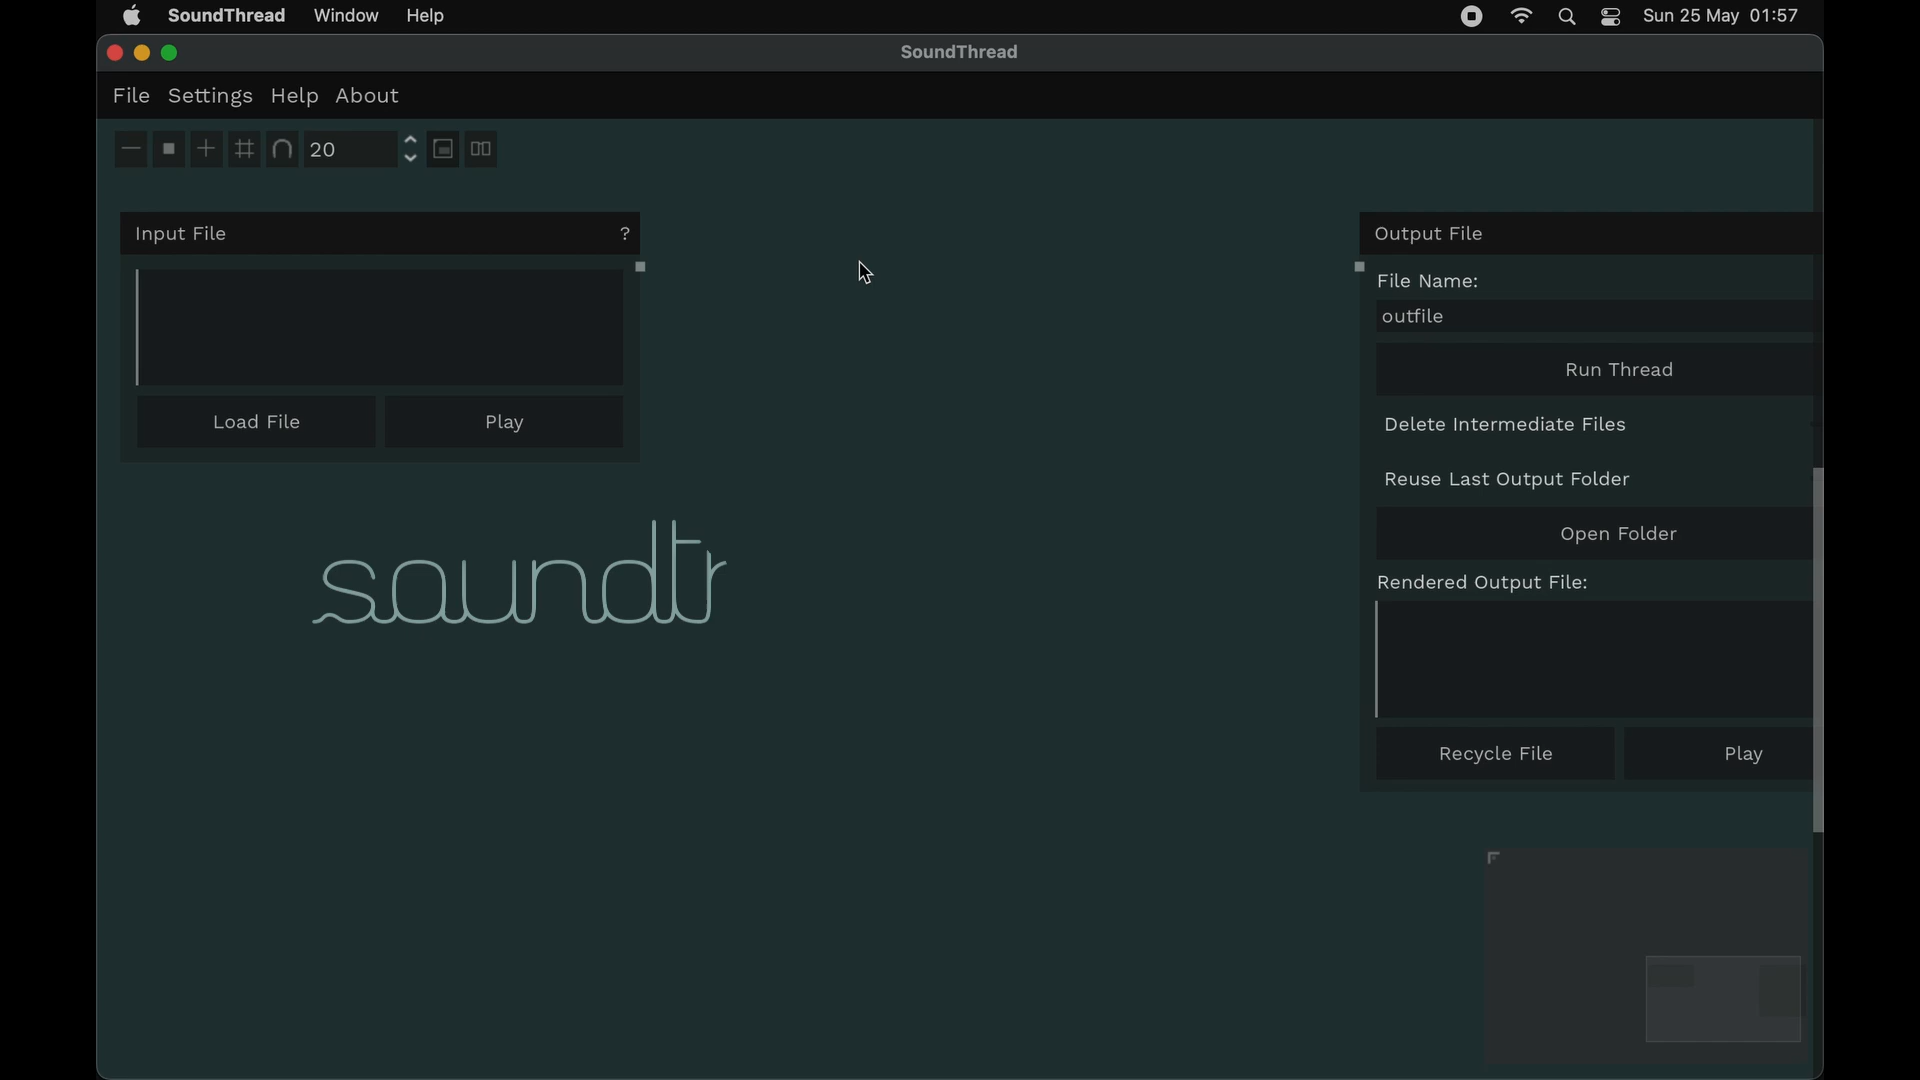 SoundThread Window Help Sun 25 May 01:57
SoundThread
File Settings Help About
20
Input File ?
Load File Play
soundtr
Output File
File Name:
outfile
Run Thread
Delete Intermediate Files
Reuse Last Output Folder
Open Folder
Rendered Output File:
Recycle File Play